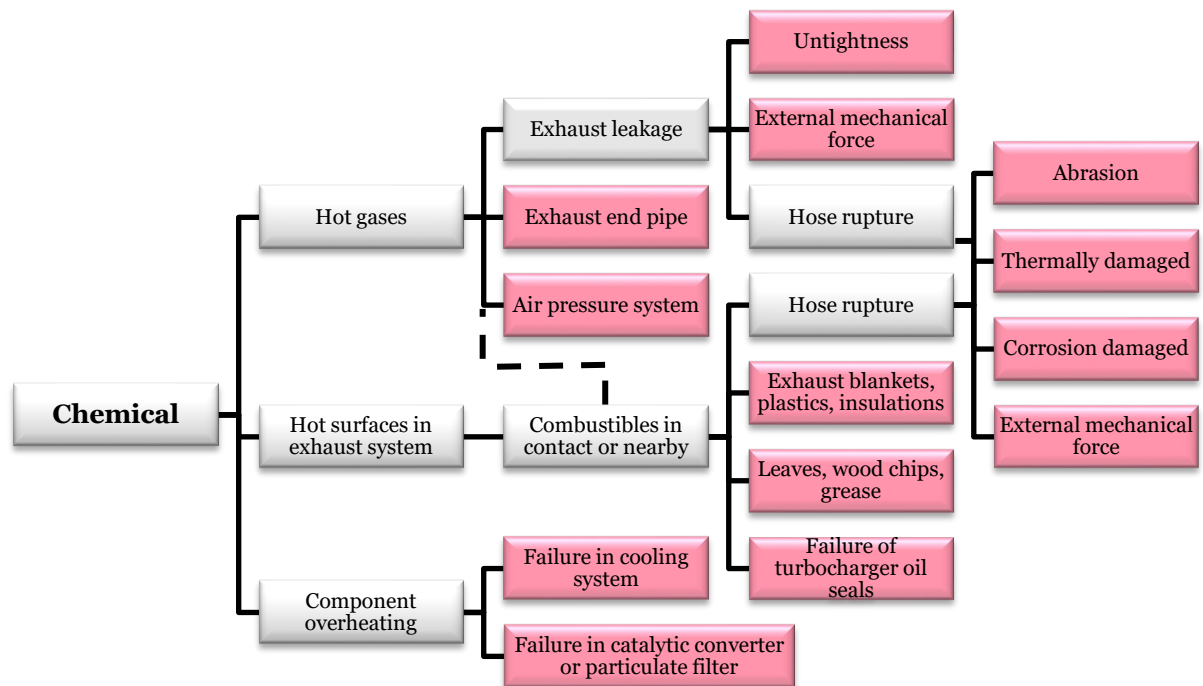 Chemical
Hot gases
Exhaust leakage
Untightness
External mechanical
force
Hose rupture
Abrasion
Thermally damaged
Corrosion damaged
External mechanical
force
Exhaust end pipe
Air pressure system
Hot surfaces in
exhaust system
Combustibles in
contact or nearby
Hose rupture
Exhaust blankets,
plastics, insulations
Leaves, wood chips,
grease
Failure of
turbocharger oil
seals
Component
overheating
Failure in cooling
system
Failure in catalytic converter
or particulate filter